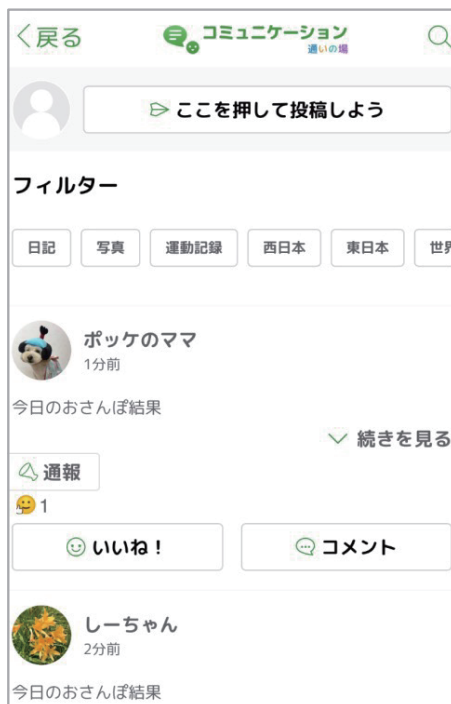 戻る
コミュニケーション
通いの場
ここを押して投稿しよう
フィルター
日記 写真 運動記録 西日本 東日本 世界
ポッケのママ
1分前
今日のおさんぽ結果
続きを見る
通報
1
いいね！ コメント
しーちゃん
2分前
今日のおさんぽ結果